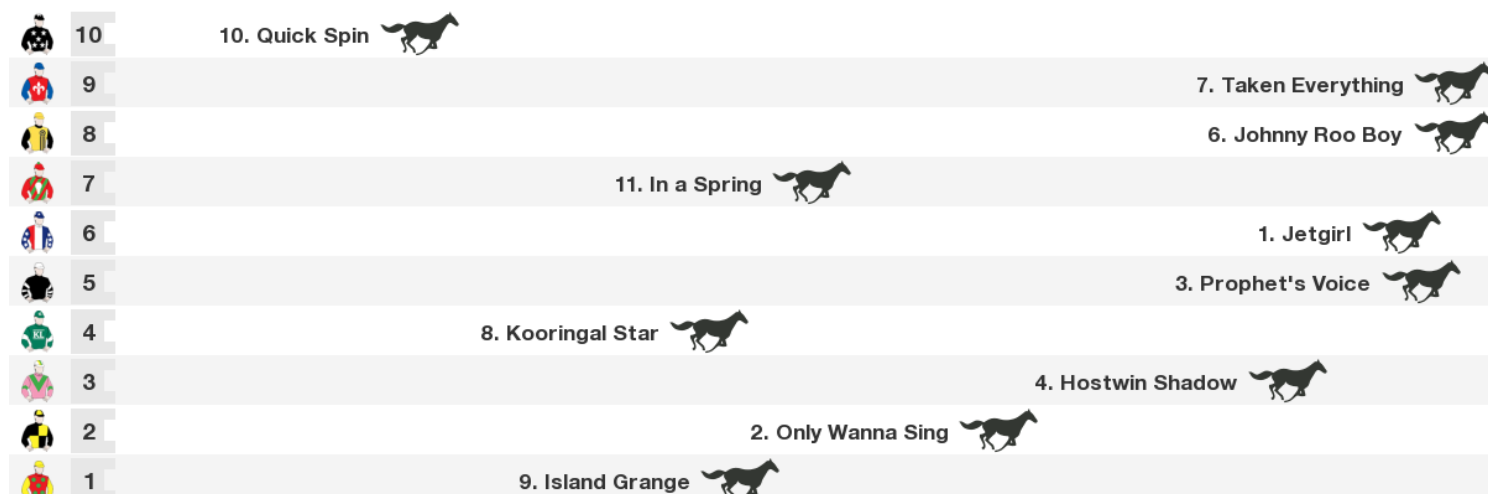 10 10. Quick Spin
9 7. Taken Everything
8 6. Johnny Roo Boy
7 11. In a Spring
6 1. Jetgirl
5 3. Prophet's Voice
4 8. Kooringal Star
3 4. Hostwin Shadow
2 2. Only Wanna Sing
1 9. Island Grange